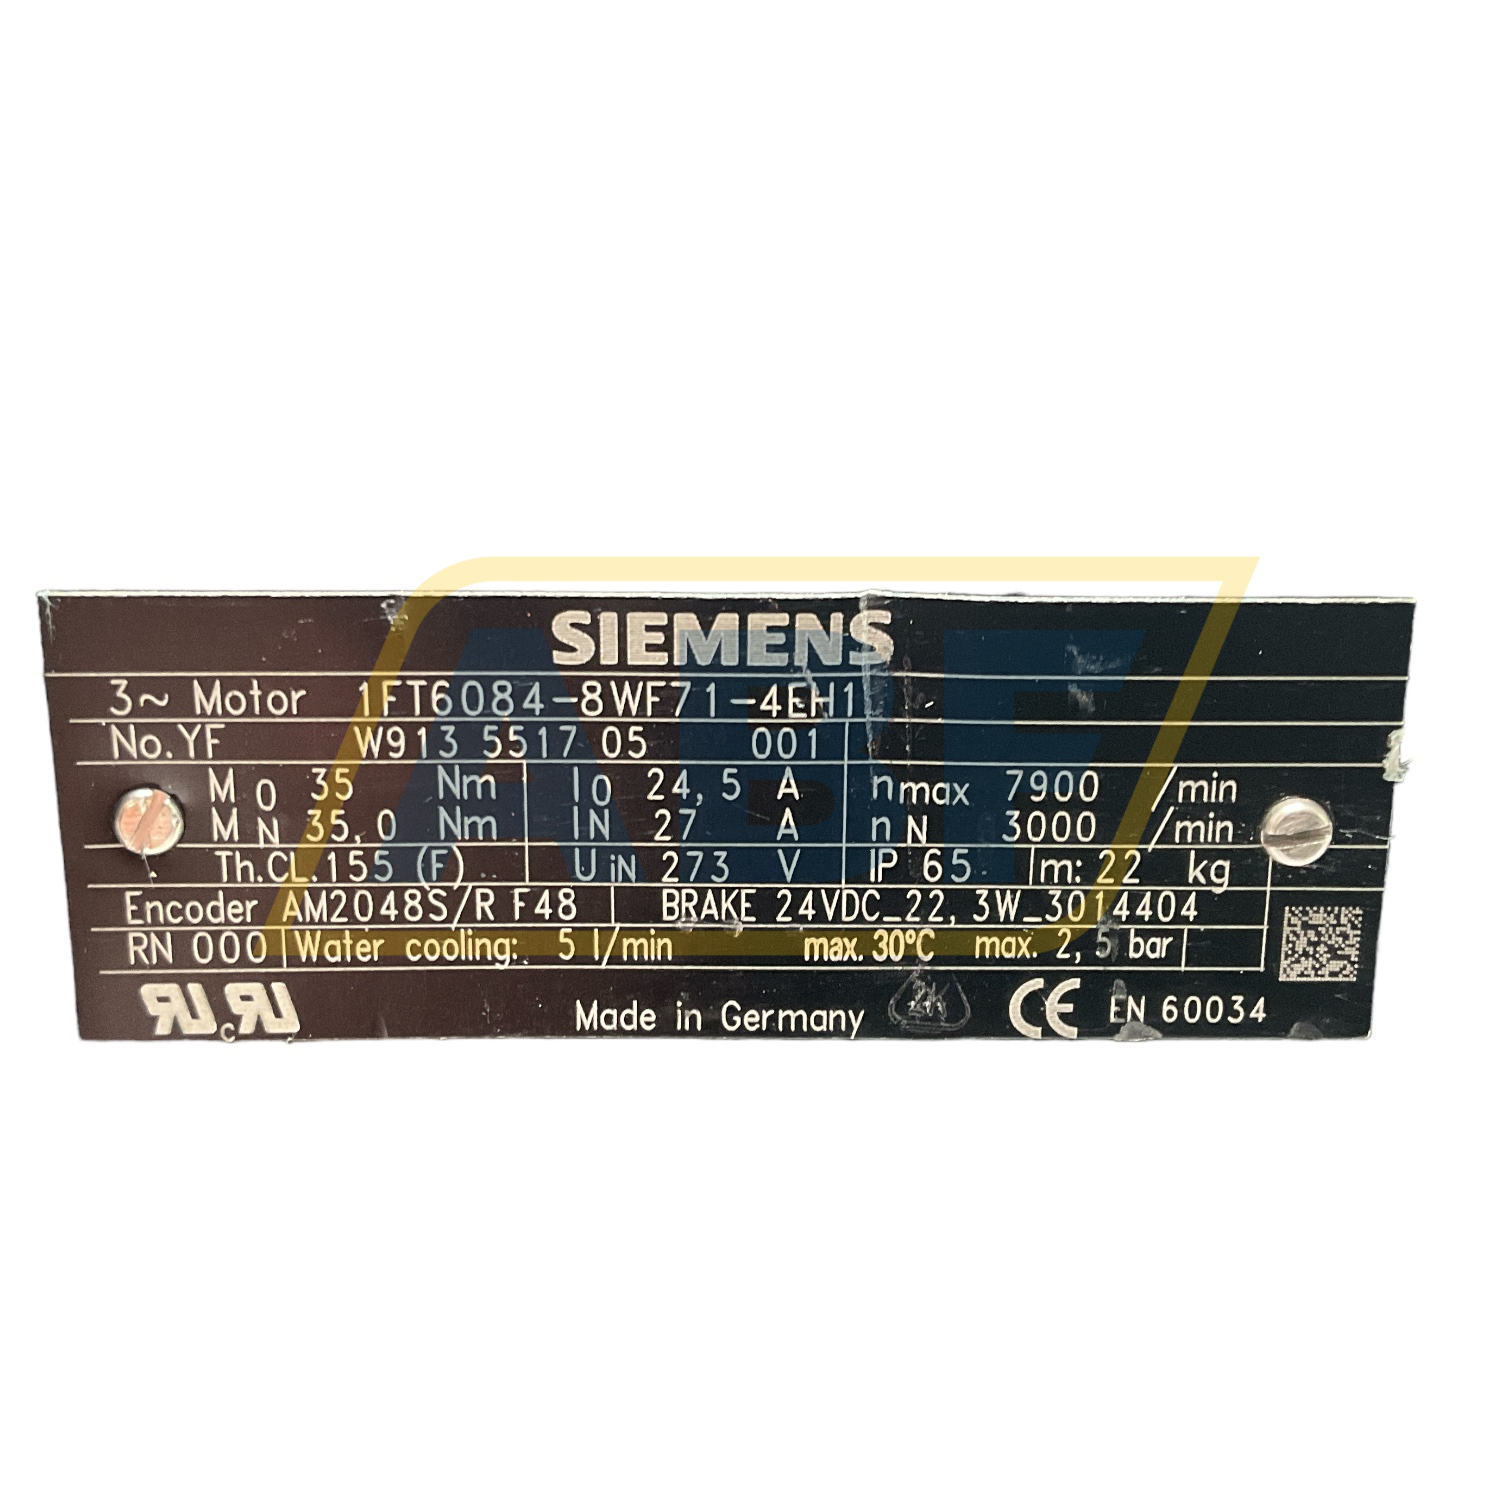 SIEMENS
3~ Motor 1FT6084-8WF71-4EH1
No.YF W913 5517 05 001
M0 35 Nm I0 24,5 A nmax 7900 /min
MN 35,0 Nm IN 27 A nN 3000 /min
Th.CL.155 (F) UiN 273 V IP 65 m: 22 kg
Encoder AM2048S/R F48 BRAKE 24VDC_22,3W_3014404
RN 000 Water cooling: 5 l/min max. 30°C max. 2,5 bar
RU cRU Made in Germany CE EN 60034
ABF